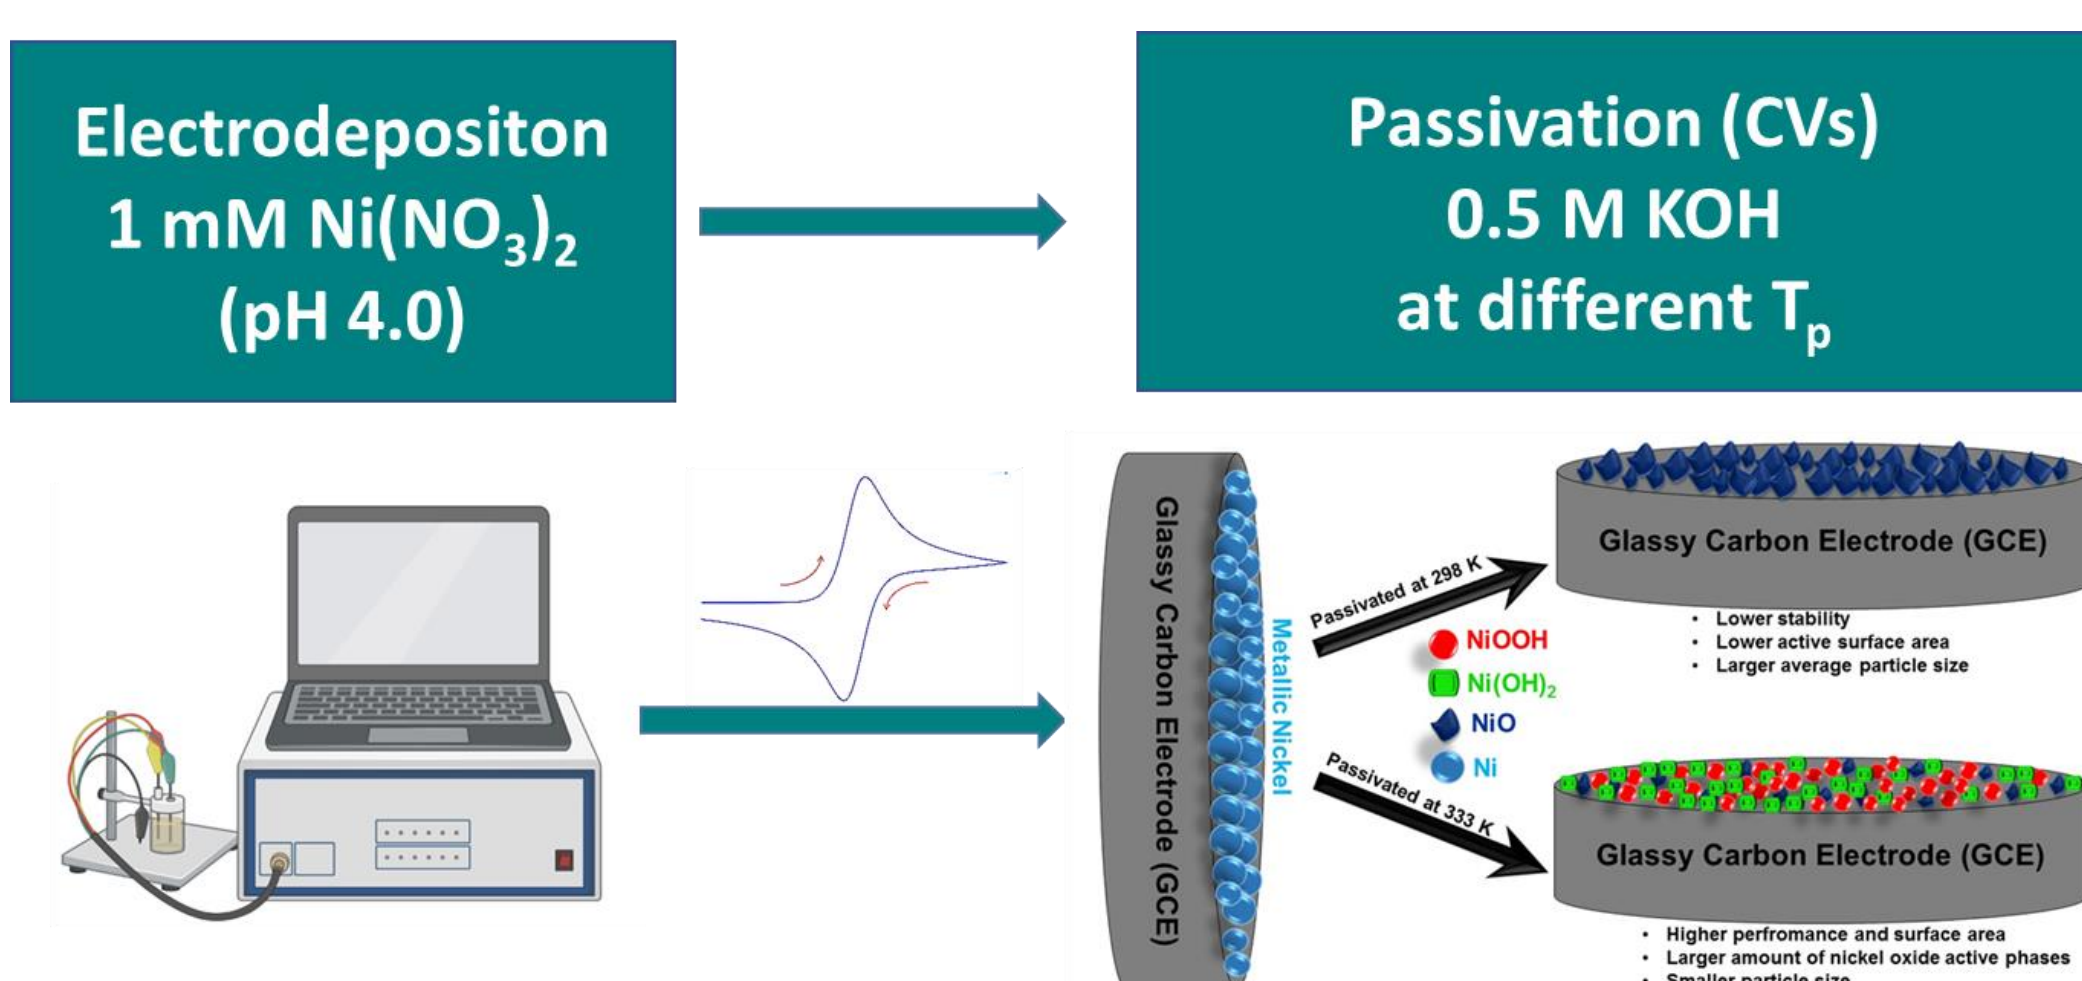 Electrodepositon
1 mM Ni(NO₃)₂
(pH 4.0)
Passivation (CVs)
0.5 M KOH
at different Tₚ
Glassy Carbon Electrode (GCE)
Metallic Nickel
Passivated at 298 K
NiOOH
Ni(OH)₂
NiO
Ni
Passivated at 333 K
Glassy Carbon Electrode (GCE)
• Lower stability
• Lower active surface area
• Larger average particle size
Glassy Carbon Electrode (GCE)
• Higher perfromance and surface area
• Larger amount of nickel oxide active phases
• Smaller particle size